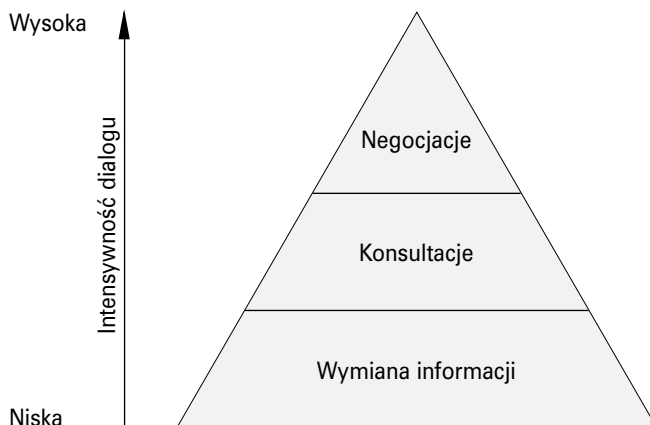 Wysoka
Intensywność dialogu
Negocjacje
Konsultacje
Wymiana informacji
Niska